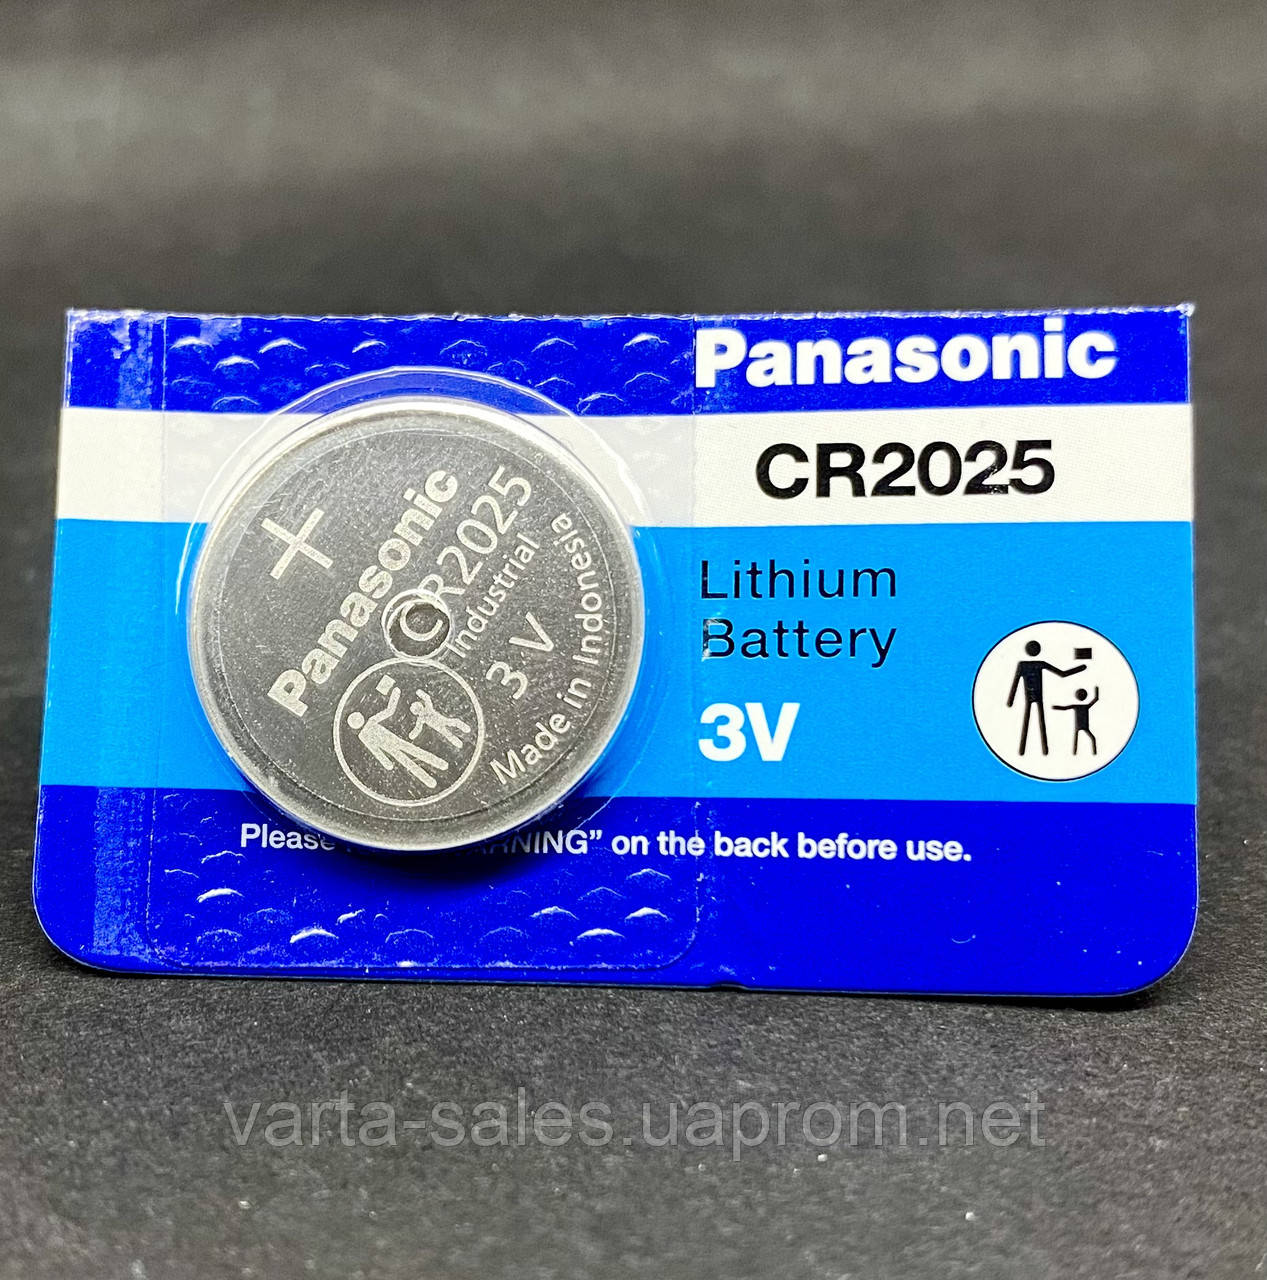 Panasonic
CR2025
Lithium
Battery
3V
+
Panasonic
CR2025
Industrial
3 V
Made in Indonesia
Please WARNING” on the back before use.
varta-sales.uaprom.net